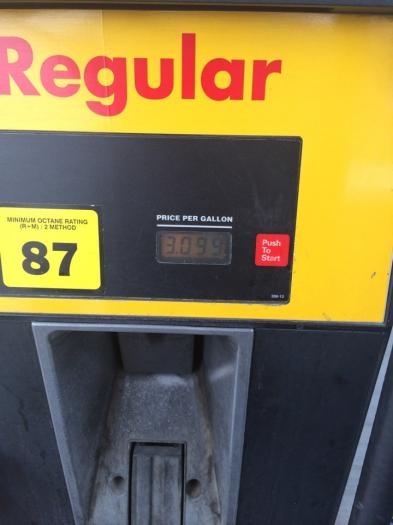 Regular
MINIMUM OCTANE RATING
(R+M) / 2 METHOD
87
PRICE PER GALLON
3.099
Push
To
Start